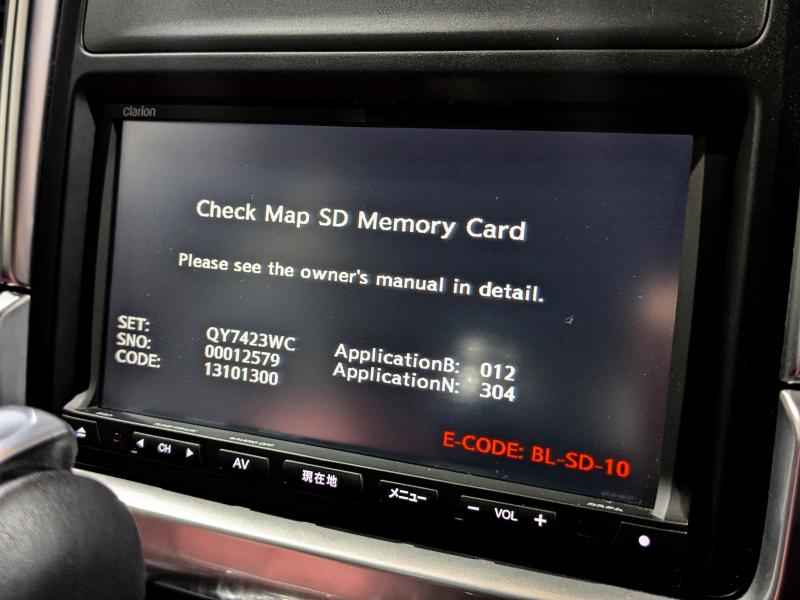 clarion
Check Map SD Memory Card
Please see the owner's manual in detail.
SET: QY7423WC
SNO: 00012579 ApplicationB: 012
CODE: 13101300 ApplicationN: 304
E-CODE: BL-SD-10
CH
AV
現在地
メニュー
− VOL +